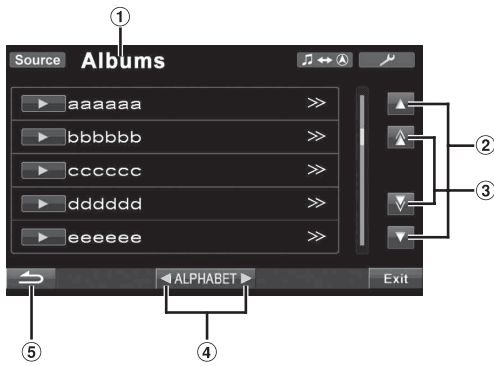 ①
Source Albums
aaaaaa
bbbbbb
②
cccccc
③
dddddd
eeeeee
◀ ALPHABET ▶ Exit
⑤ ④